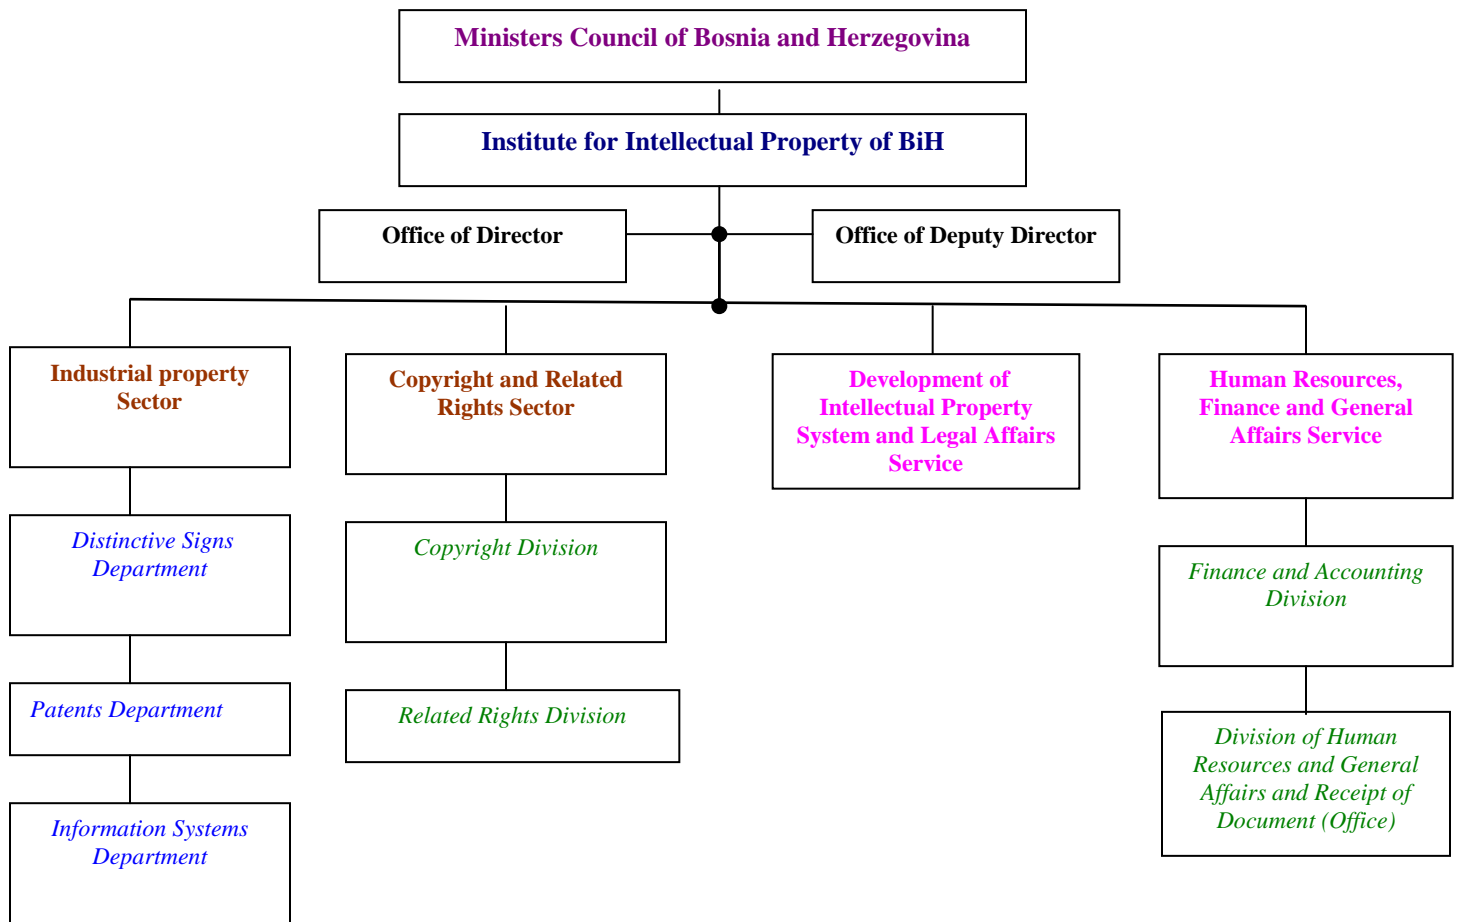 Ministers Council of Bosnia and Herzegovina
Institute for Intellectual Property of BiH
Office of Director
Office of Deputy Director
Industrial property
Sector
Distinctive Signs
Department
Patents Department
Information Systems
Department
Copyright and Related
Rights Sector
Copyright Division
Related Rights Division
Development of
Intellectual Property
System and Legal Affairs
Service
Human Resources,
Finance and General
Affairs Service
Finance and Accounting
Division
Division of Human
Resources and General
Affairs and Receipt of
Document (Office)